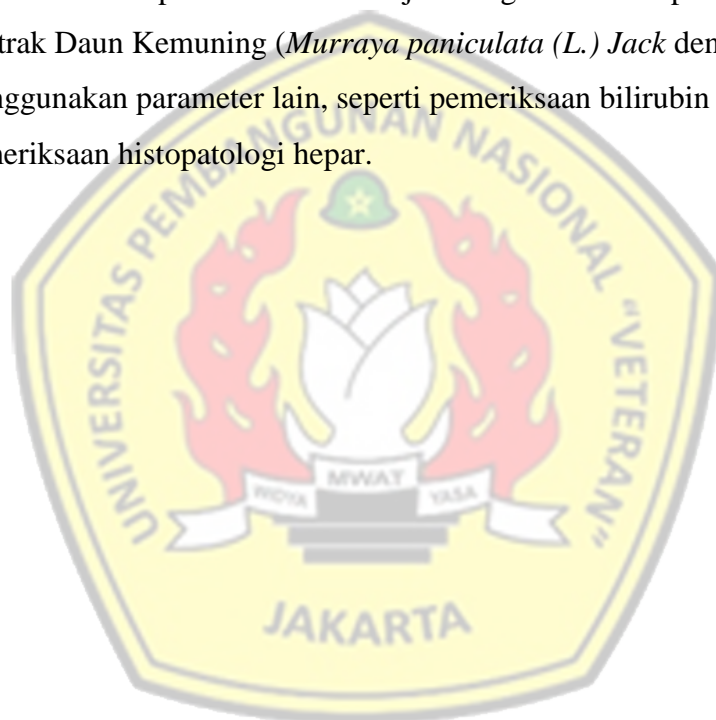 trak Daun Kemuning (Murraya paniculata (L.) Jack den
nggunakan parameter lain, seperti pemeriksaan bilirubin
neriksaan histopatologi hepar.
UNIVERSITAS PEMBANGUNAN NASIONAL "VETERAN"
WIDYA MWAT YASA
JAKARTA